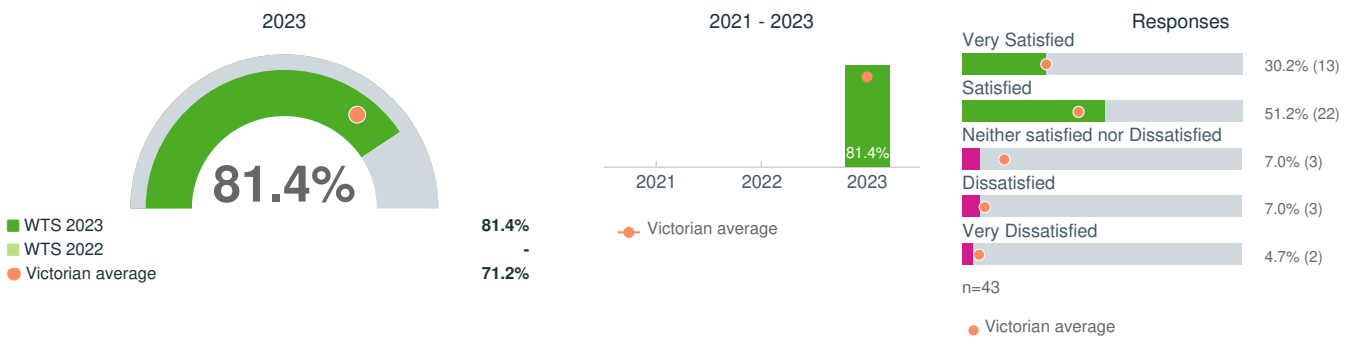 2023
81.4%
WTS 2023 81.4%
WTS 2022 -
Victorian average 71.2%
2021 - 2023
81.4%
2021 2022 2023
Victorian average
Responses
Very Satisfied
30.2% (13)
Satisfied
51.2% (22)
Neither satisfied nor Dissatisfied
7.0% (3)
Dissatisfied
7.0% (3)
Very Dissatisfied
4.7% (2)
n=43
Victorian average